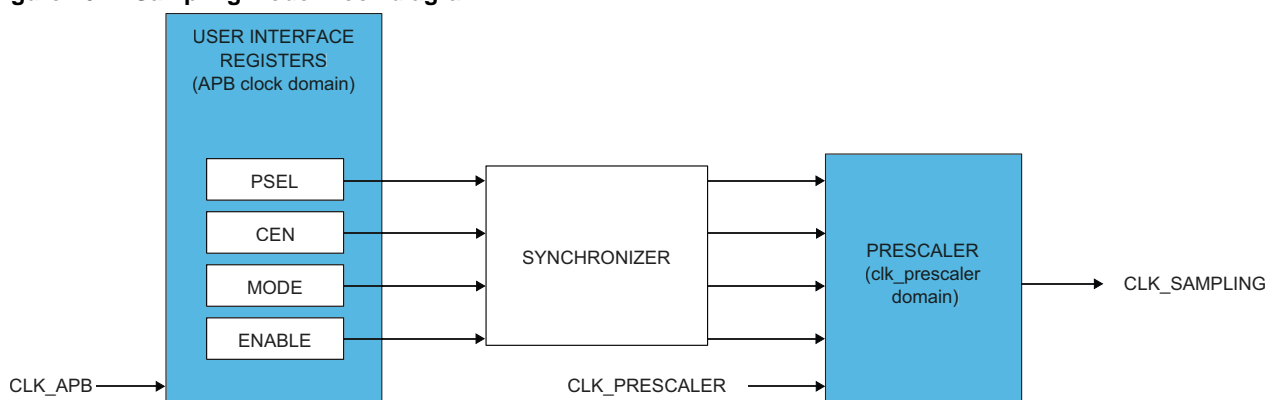 USER INTERFACE
REGISTERS
(APB clock domain)
PSEL
CEN
MODE
ENABLE
CLK_APB
SYNCHRONIZER
CLK_PRESCALER
PRESCALER
(clk_prescaler
domain)
CLK_SAMPLING